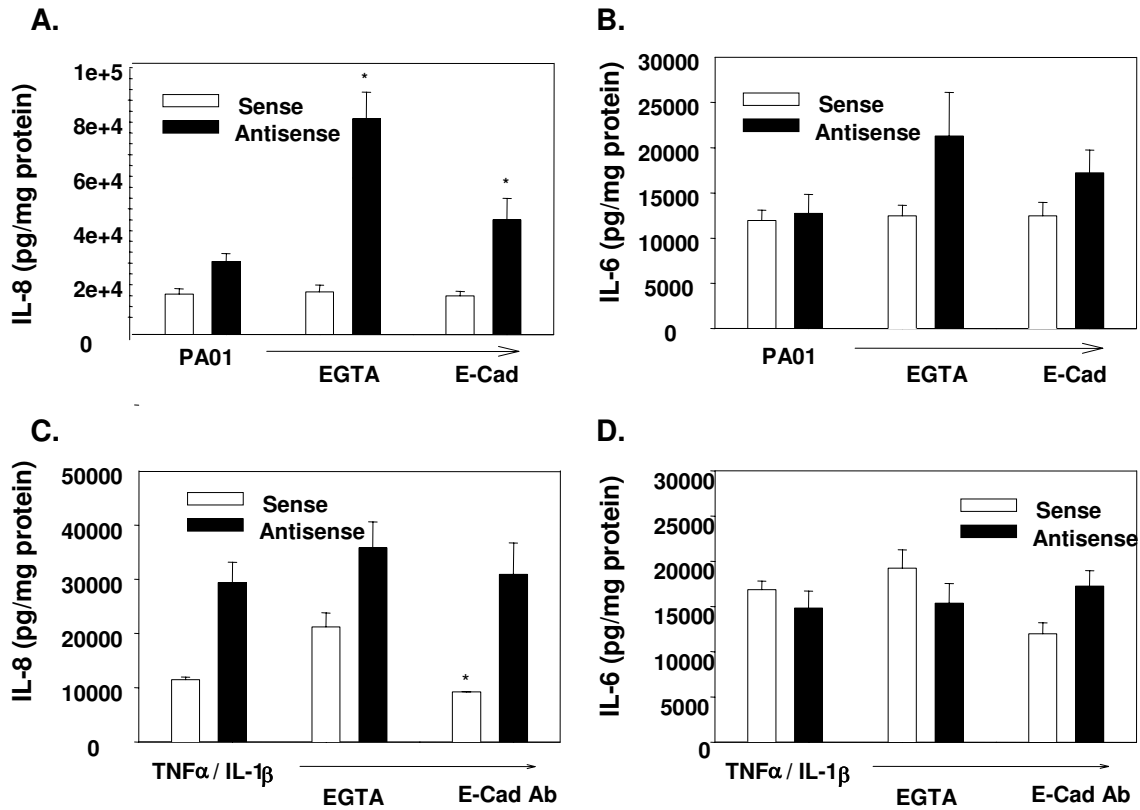 A.
IL-8 (pg/mg protein)
1e+5
8e+4
6e+4
4e+4
2e+4
0
Sense
Antisense
*
*
PA01
EGTA
E-Cad
B.
IL-6 (pg/mg protein)
30000
25000
20000
15000
10000
5000
0
Sense
Antisense
PA01
EGTA
E-Cad
C.
IL-8 (pg/mg protein)
50000
40000
30000
20000
10000
0
Sense
Antisense
*
TNFα / IL-1β
EGTA
E-Cad Ab
D.
IL-6 (pg/mg protein)
30000
25000
20000
15000
10000
5000
0
Sense
Antisense
TNFα / IL-1β
EGTA
E-Cad Ab